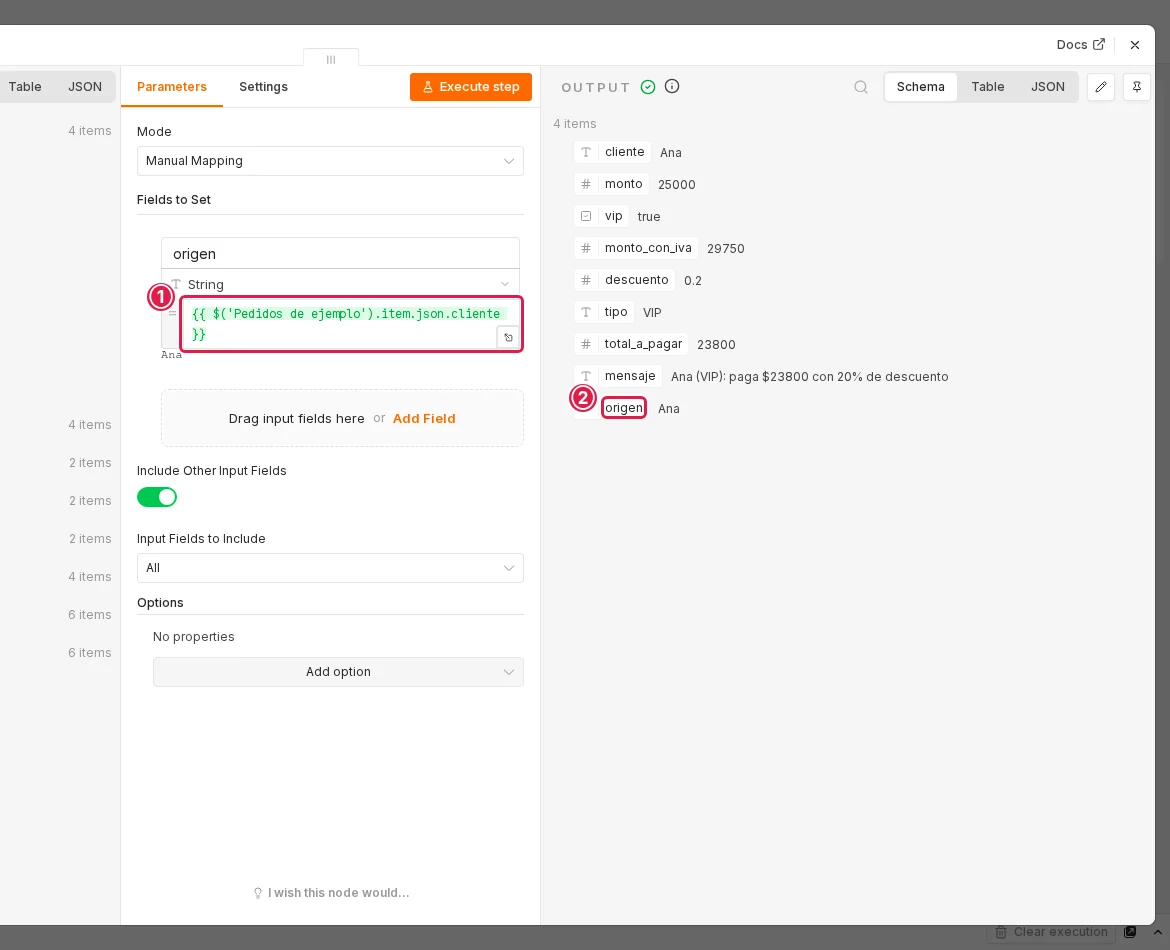 Docs
Table JSON
Parameters Settings Execute step
OUTPUT
Schema Table JSON
4 items
Mode
Manual Mapping
Fields to Set
origen
String
1
=
{{ $('Pedidos de ejemplo').item.json.cliente
}}
Ana
Drag input fields here or Add Field
4 items
2 items
2 items
2 items
4 items
6 items
6 items
Include Other Input Fields
Input Fields to Include
All
Options
No properties
Add option
I wish this node would...
4 items
T cliente Ana
# monto 25000
vip true
# monto_con_iva 29750
# descuento 0.2
T tipo VIP
# total_a_pagar 23800
T mensaje Ana (VIP): paga $23800 con 20% de descuento
2 origen Ana
Clear execution